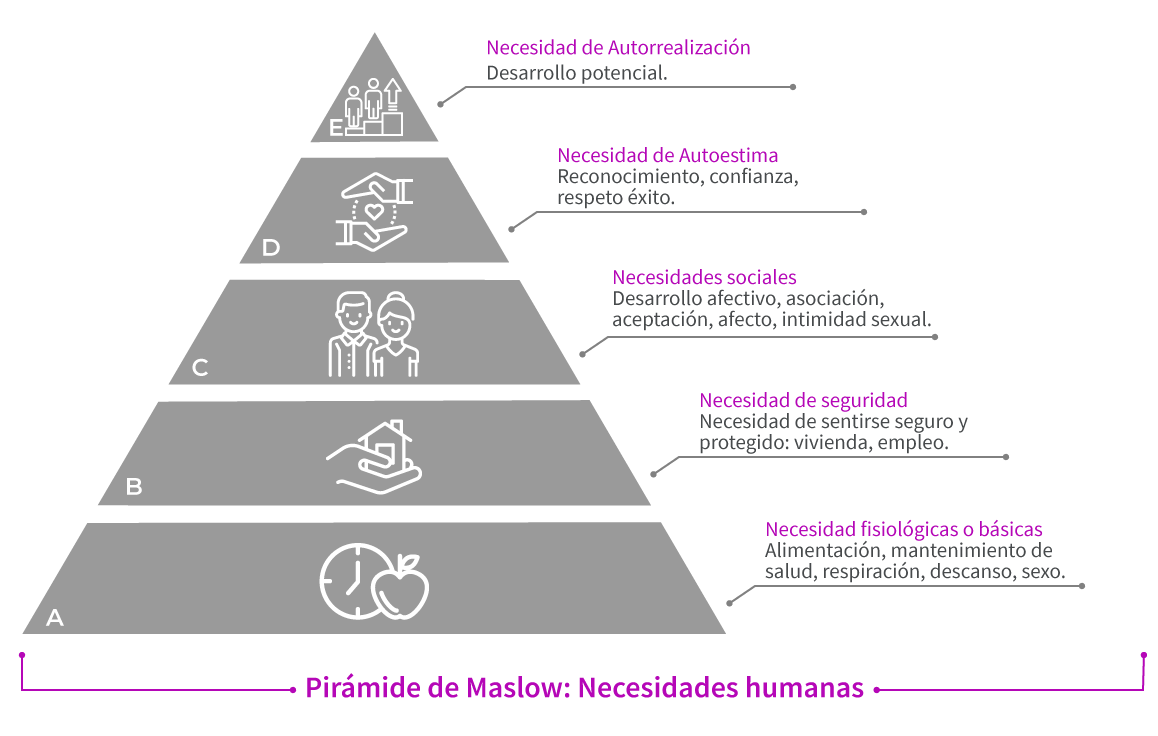 Necesidad de Autorrealización
Desarrollo potencial.
E
Necesidad de Autoestima
Reconocimiento, confianza,
respeto éxito.
D
Necesidades sociales
Desarrollo afectivo, asociación,
aceptación, afecto, intimidad sexual.
C
Necesidad de seguridad
Necesidad de sentirse seguro y
protegido: vivienda, empleo.
B
Necesidad fisiológicas o básicas
Alimentación, mantenimiento de
salud, respiración, descanso, sexo.
A
Pirámide de Maslow: Necesidades humanas